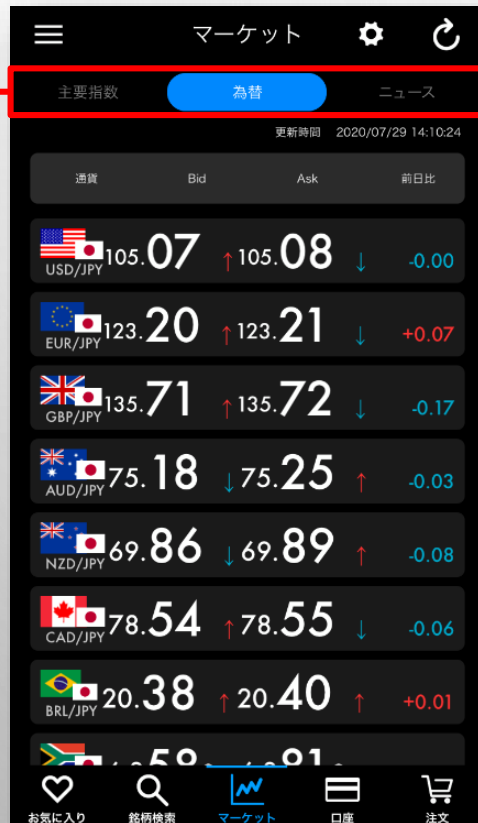 マーケット
主要指数 為替 ニュース
更新時間 2020/07/29 14:10:24
通貨 Bid Ask 前日比
USD/JPY 105.07 ↑ 105.08 ↓ -0.00
EUR/JPY 123.20 ↑ 123.21 ↓ +0.07
GBP/JPY 135.71 ↑ 135.72 ↓ -0.17
AUD/JPY 75.18 ↓ 75.25 ↑ -0.03
NZD/JPY 69.86 ↓ 69.89 ↑ -0.08
CAD/JPY 78.54 ↑ 78.55 ↓ -0.06
BRL/JPY 20.38 ↑ 20.40 ↑ +0.01
お気に入り 銘柄検索 マーケット 口座 注文